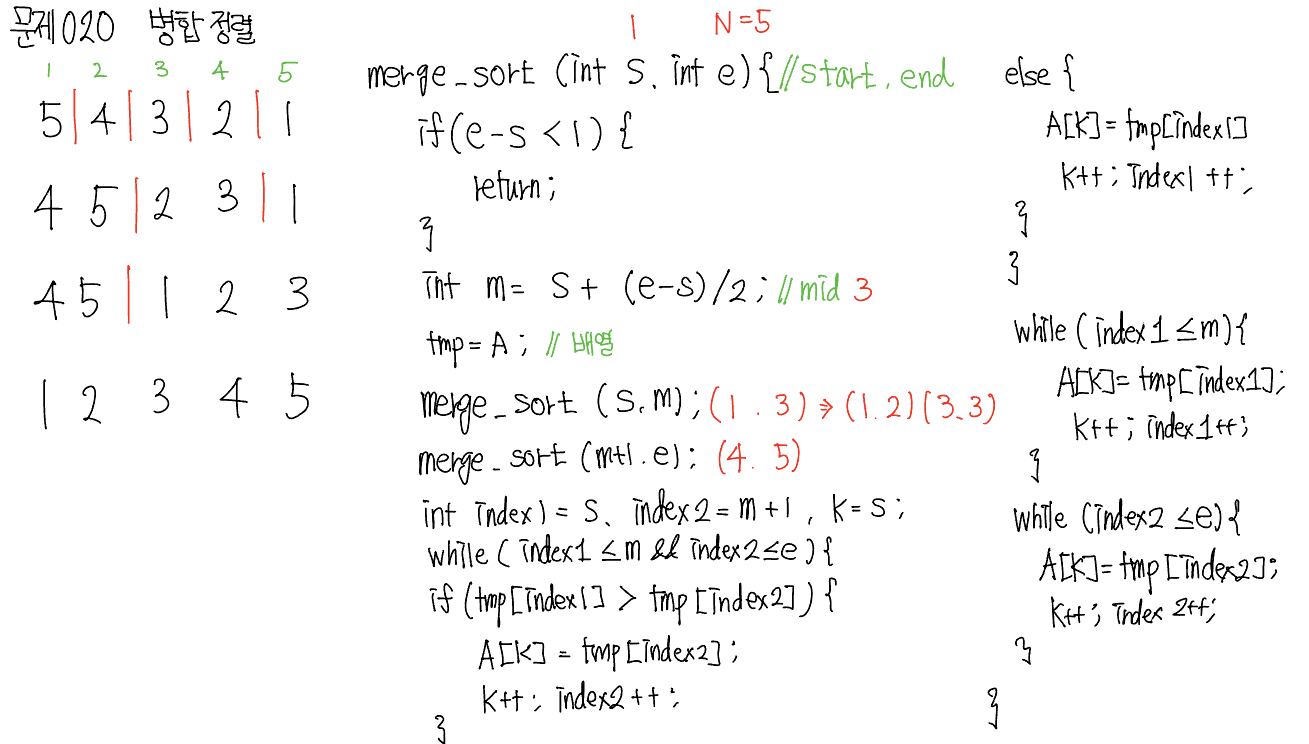 문제020 병합 정렬
1 2 3 4 5
5 | 4 | 3 | 2 | 1
4 5 | 2 3 | 1
4 5 | 1 2 3
1 2 3 4 5
1 N=5
merge_sort (int S, int e){ //start, end
if(e-s<1) {
return;
}
int m= S+ (e-s)/2; //mid 3
tmp=A; // 배열
merge_sort (S,m); (1.3)⇒(1.2)(3.3)
merge_sort (m+1.e); (4. 5)
int index1= S, index2=m+1, k=s;
while ( index1 ≤m && index2≤e){
if (tmp[index1] > tmp[index2]) {
A[K] = tmp[index2];
k++; index2++;
}
else {
A[K]=tmp[index1]
K++; index1++;
}
}
while ( index1 ≤m){
A[K]= tmp[index1];
K++; index1++;
}
while (index2 ≤e){
A[K]=tmp[index2];
K++; index 2++;
}
}